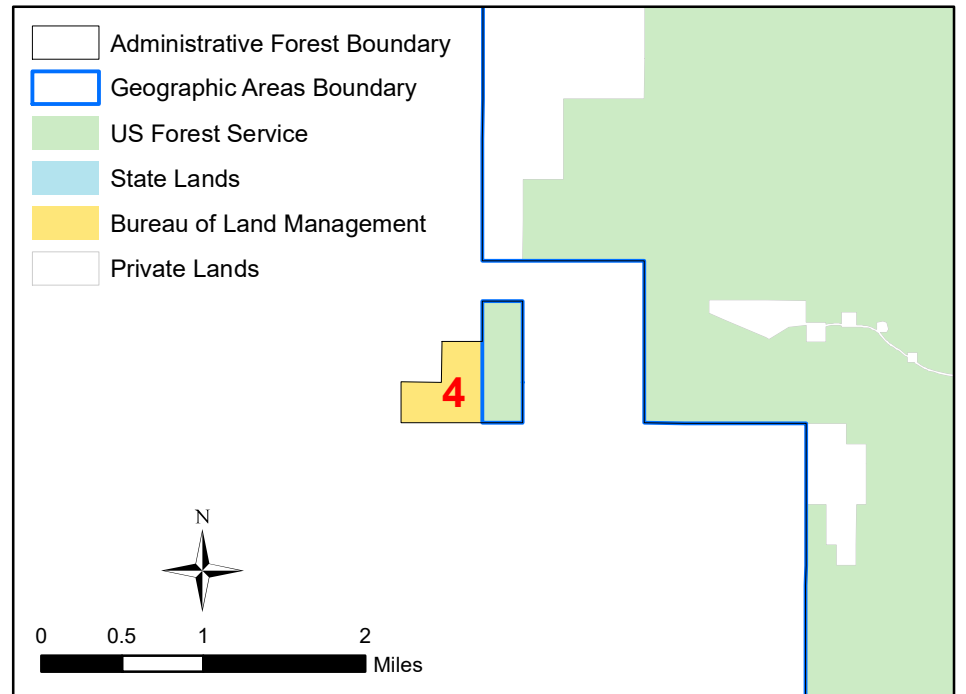 Administrative Forest Boundary
Geographic Areas Boundary
US Forest Service
State Lands
Bureau of Land Management
Private Lands
4
N
0 0.5 1 2
Miles